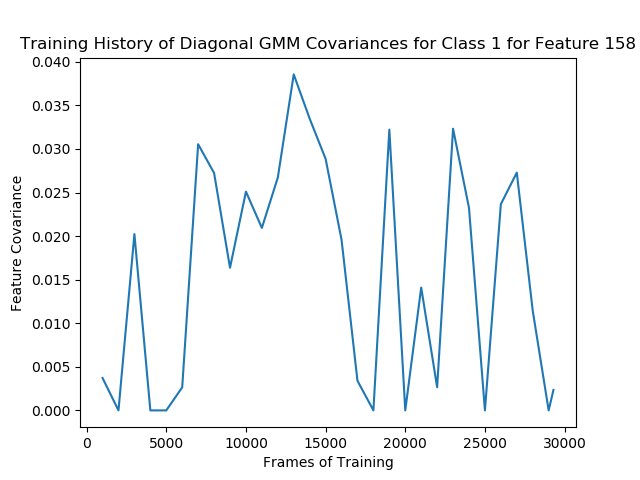 Training History of Diagonal GMM Covariances for Class 1 for Feature 158
0.040
0.035
0.030
0.025
0.020
0.015
0.010
0.005
0.000
Feature Covariance
0 5000 10000 15000 20000 25000 30000
Frames of Training